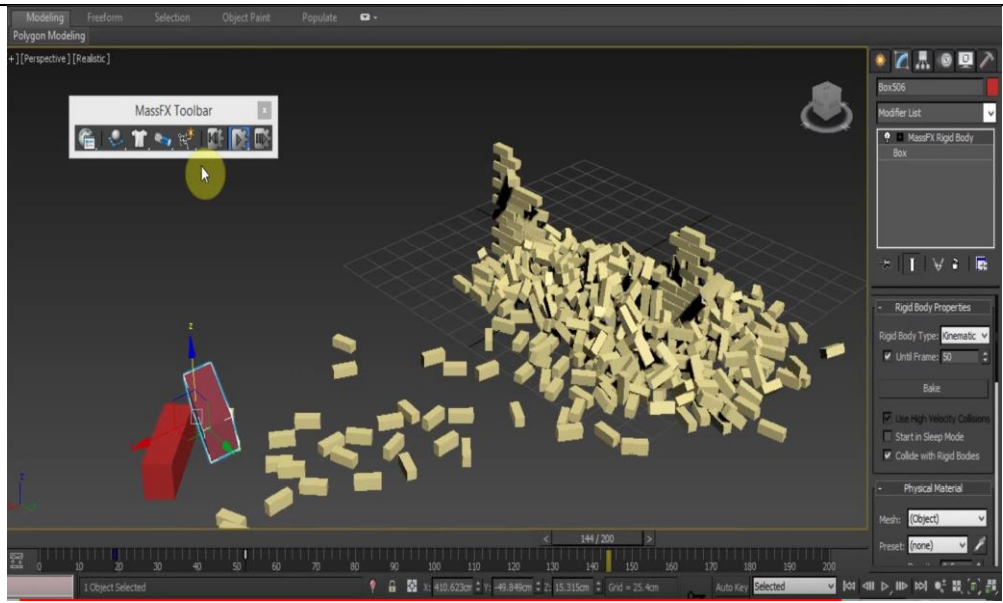 Modeling Freeform Selection Object Paint Populate
Polygon Modeling
+ ] [Perspective ] [Realistic ]
MassFX Toolbar
x
z
Box506
Modifier List
MassFX Rigid Body
Box
- Rigid Body Properties
Rigid Body Type: Kinematic
Until Frame: 50
Bake
Use High Velocity Collisions
Start in Sleep Mode
Collide with Rigid Bodies
- Physical Material
Mesh: (Object)
Preset: (none)
z
< 144 / 200 >
0 10 20 30 40 50 60 70 80 90 100 110 120 130 140 150 160 170 180 190 200
1 Object Selected
X: 410.623cm Y: -49.849cm Z: 15.315cm Grid = 25.4cm
Auto Key Selected